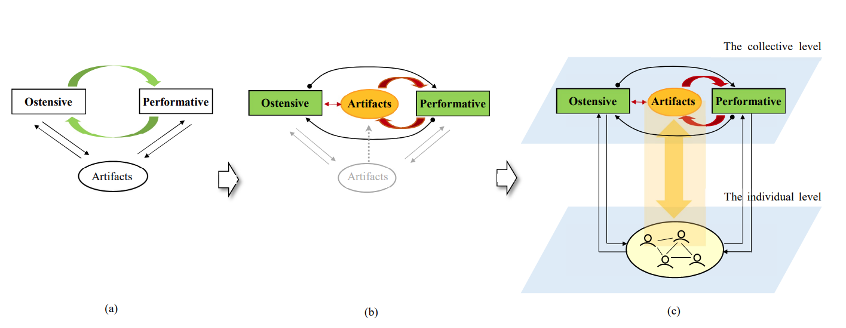 The collective level
Ostensive
Performative
Artifacts
(a)
Ostensive
Artifacts
Performative
Artifacts
(b)
Ostensive
Artifacts
Performative
The individual level
(c)